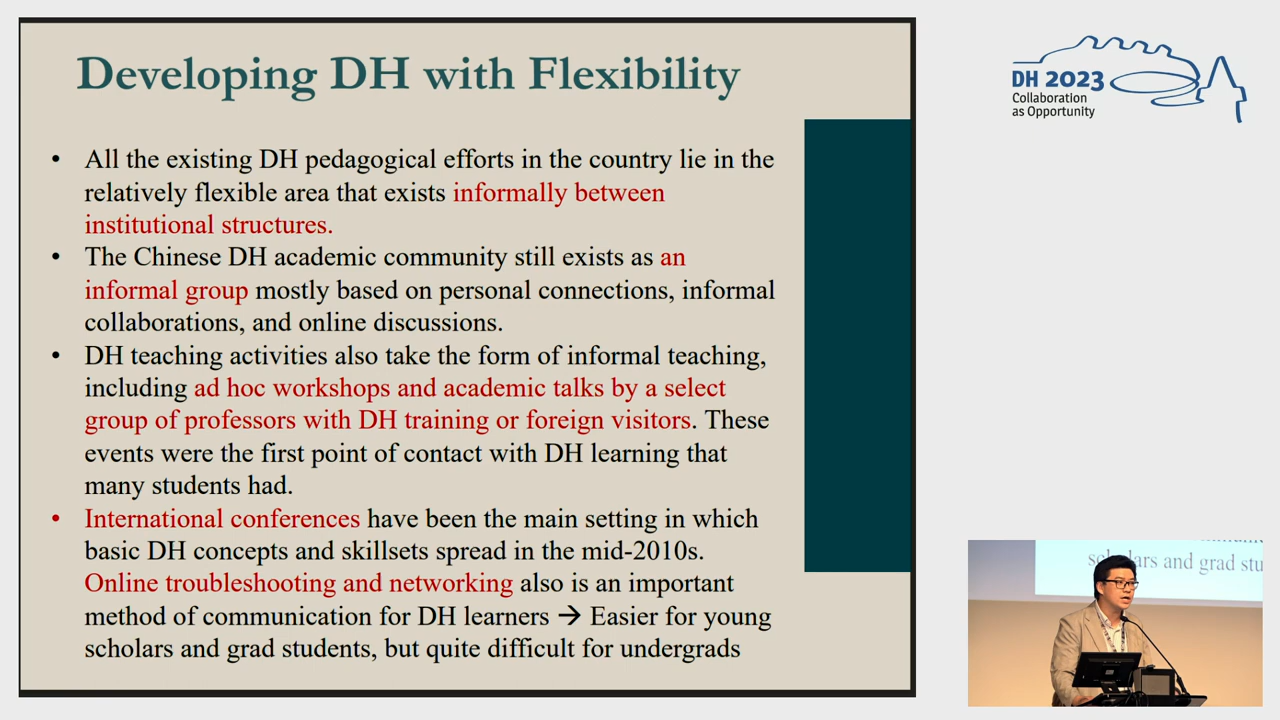 Developing DH with Flexibility
• All the existing DH pedagogical efforts in the country lie in the
relatively flexible area that exists informally between
institutional structures.
• The Chinese DH academic community still exists as an
informal group mostly based on personal connections, informal
collaborations, and online discussions.
• DH teaching activities also take the form of informal teaching,
including ad hoc workshops and academic talks by a select
group of professors with DH training or foreign visitors. These
events were the first point of contact with DH learning that
many students had.
• International conferences have been the main setting in which
basic DH concepts and skillsets spread in the mid-2010s.
Online troubleshooting and networking also is an important
method of communication for DH learners → Easier for young
scholars and grad students, but quite difficult for undergrads
DH 2023
Collaboration
as Opportunity
and grad stu